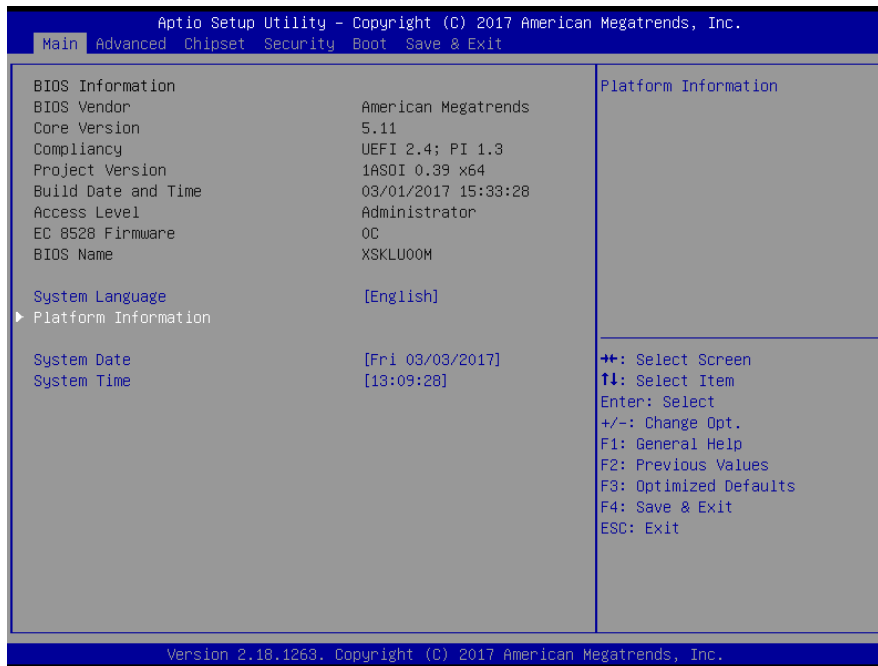 Aptio Setup Utility – Copyright (C) 2017 American Megatrends, Inc.
Main Advanced Chipset Security Boot Save & Exit
BIOS Information
BIOS Vendor American Megatrends
Core Version 5.11
Compliancy UEFI 2.4; PI 1.3
Project Version 1ASOI 0.39 x64
Build Date and Time 03/01/2017 15:33:28
Access Level Administrator
EC 8528 Firmware 0C
BIOS Name XSKLU00M
System Language [English]
Platform Information
System Date [Fri 03/03/2017]
System Time [13:09:28]
Platform Information
→←: Select Screen
↑↓: Select Item
Enter: Select
+/-: Change Opt.
F1: General Help
F2: Previous Values
F3: Optimized Defaults
F4: Save & Exit
ESC: Exit
Version 2.18.1263. Copyright (C) 2017 American Megatrends, Inc.